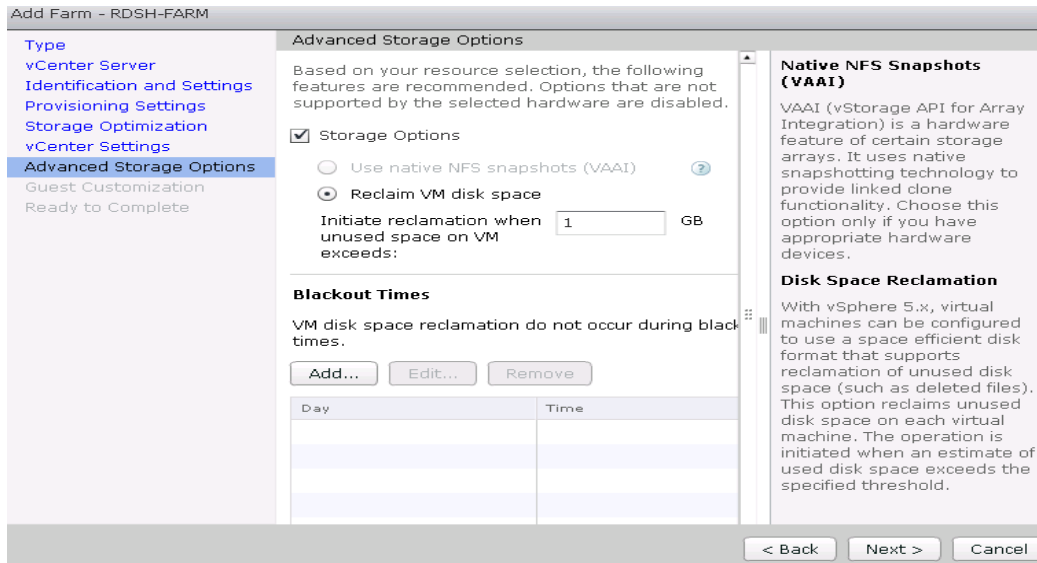 Add Farm - RDSH-FARM
Type
vCenter Server
Identification and Settings
Provisioning Settings
Storage Optimization
vCenter Settings
Advanced Storage Options
Guest Customization
Ready to Complete
Advanced Storage Options
Based on your resource selection, the following
features are recommended. Options that are not
supported by the selected hardware are disabled.
Storage Options
Use native NFS snapshots (VAAI) ?
Reclaim VM disk space
Initiate reclamation when 1 GB
unused space on VM
exceeds:
Blackout Times
VM disk space reclamation do not occur during black
times.
Add... Edit... Remove
Day Time
Native NFS Snapshots
(VAAI)
VAAI (vStorage API for Array
Integration) is a hardware
feature of certain storage
arrays. It uses native
snapshotting technology to
provide linked clone
functionality. Choose this
option only if you have
appropriate hardware
devices.
Disk Space Reclamation
With vSphere 5.x, virtual
machines can be configured
to use a space efficient disk
format that supports
reclamation of unused disk
space (such as deleted files).
This option reclaims unused
disk space on each virtual
machine. The operation is
initiated when an estimate of
used disk space exceeds the
specified threshold.
< Back Next > Cancel